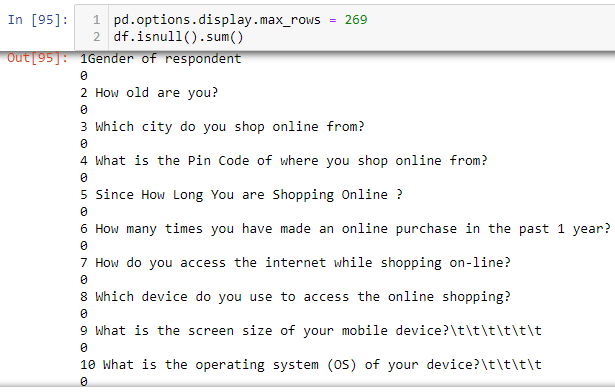 In [95]:
1 pd.options.display.max_rows = 269
2 df.isnull().sum()
Out[95]: 1Gender of respondent
0
2 How old are you?
0
3 Which city do you shop online from?
0
4 What is the Pin Code of where you shop online from?
0
5 Since How Long You are Shopping Online ?
0
6 How many times you have made an online purchase in the past 1 year?
0
7 How do you access the internet while shopping on-line?
0
8 Which device do you use to access the online shopping?
0
9 What is the screen size of your mobile device?\t\t\t\t\t\t
0
10 What is the operating system (OS) of your device?\t\t\t\t
0